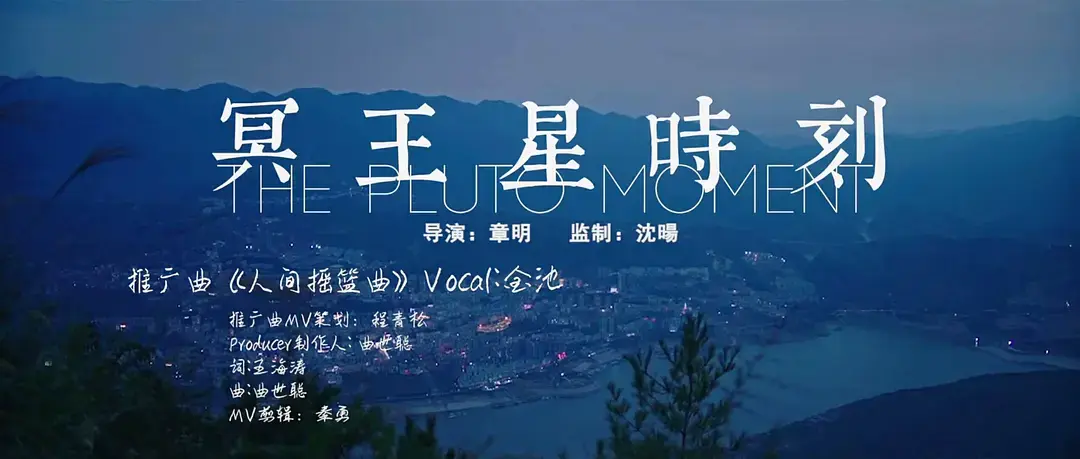 冥王星時刻
THE PLUTO MOMENT
导演：章明 监制：沈暘
推广曲《人间摇篮曲》Vocal:金池
推广曲MV策划：程青松
Producer制作人：曲世聪
词:王海涛
曲:曲世聪
MV剪辑：秦勇